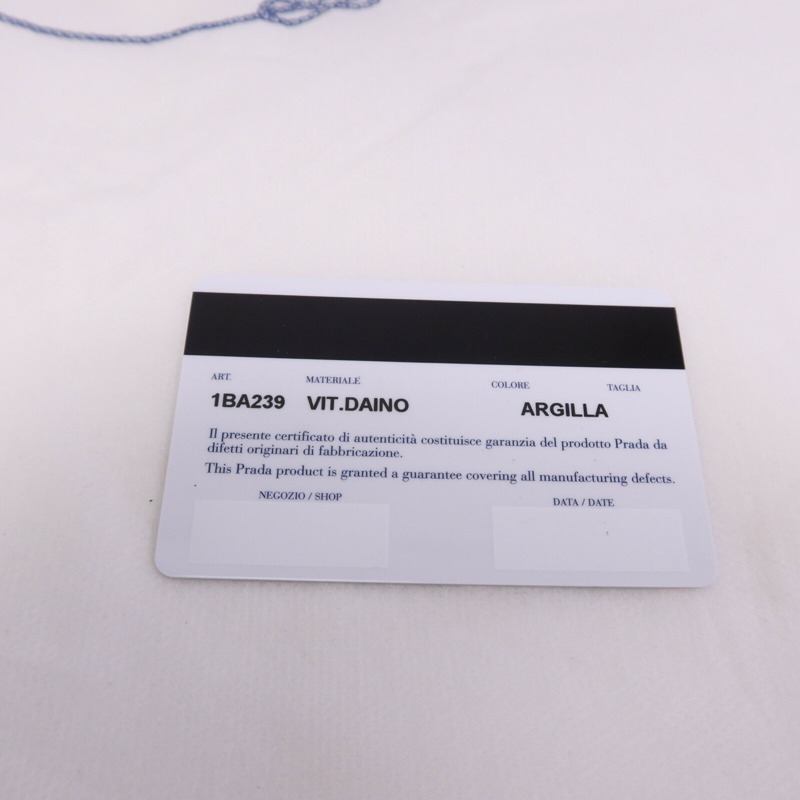 ART. MATERIALE COLORE TAGLIA
1BA239 VIT.DAINO ARGILLA
Il presente certificato di autenticità costituisce garanzia del prodotto Prada da
difetti originari di fabbricazione.
This Prada product is granted a guarantee covering all manufacturing defects.
NEGOZIO / SHOP DATA / DATE